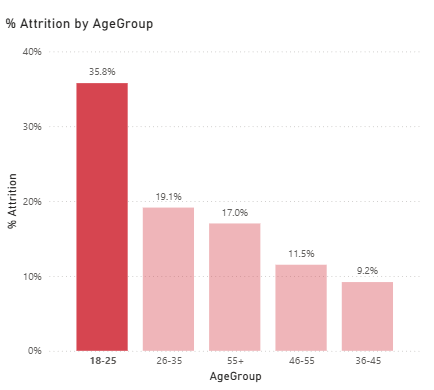 % Attrition by AgeGroup
40%
35.8%
30%
19.1%
17.0%
20%
11.5%
10%
9.2%
0%
% Attrition
18-25 26-35 55+ 46-55 36-45
AgeGroup